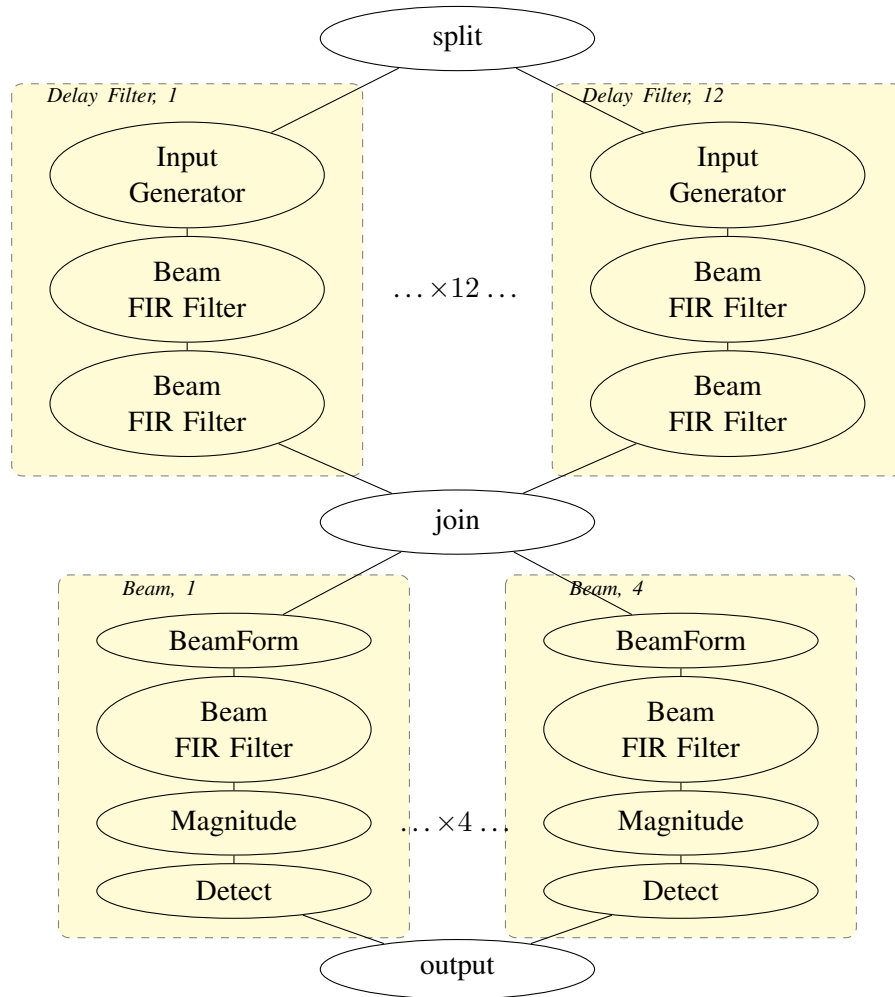 split
Delay Filter, 1
Delay Filter, 12
Input
Generator
Input
Generator
Beam
FIR Filter
… ×12 …
Beam
FIR Filter
Beam
FIR Filter
Beam
FIR Filter
join
Beam, 1
Beam, 4
BeamForm
BeamForm
Beam
FIR Filter
Beam
FIR Filter
Magnitude
… ×4 …
Magnitude
Detect
Detect
output